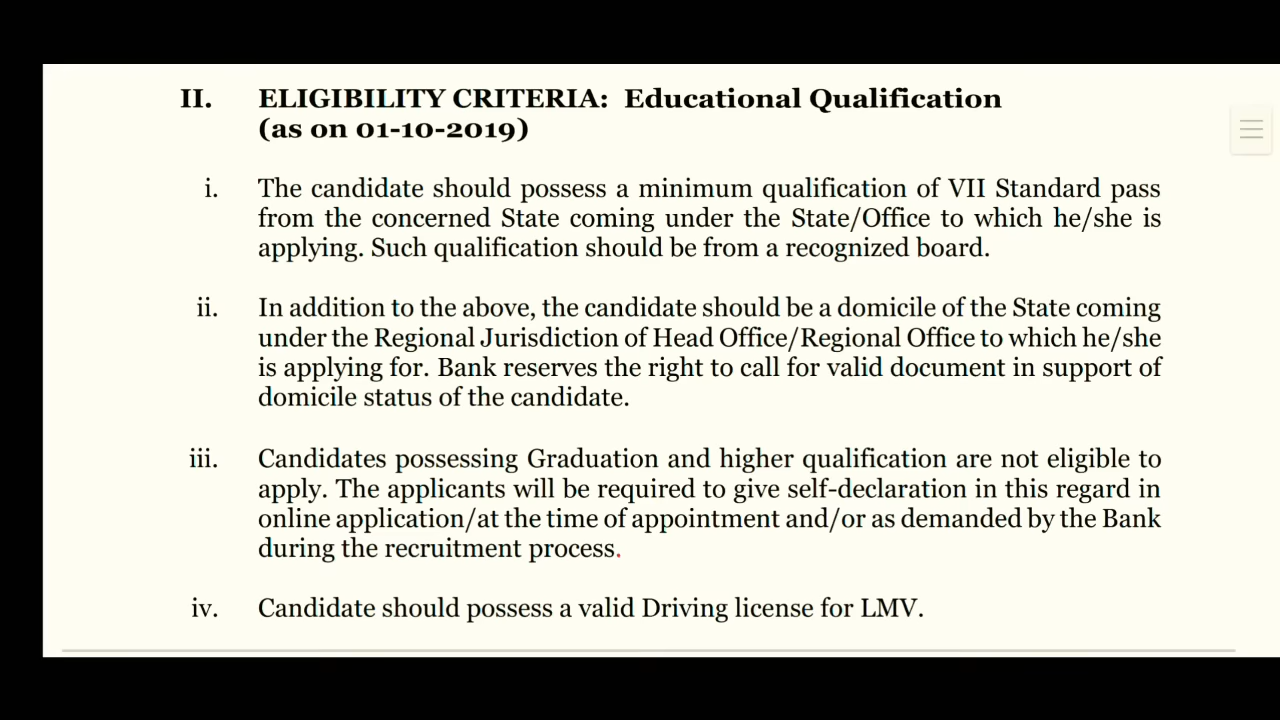 II. ELIGIBILITY CRITERIA: Educational Qualification
(as on 01-10-2019)
i. The candidate should possess a minimum qualification of VII Standard pass
from the concerned State coming under the State/Office to which he/she is
applying. Such qualification should be from a recognized board.
ii. In addition to the above, the candidate should be a domicile of the State coming
under the Regional Jurisdiction of Head Office/Regional Office to which he/she
is applying for. Bank reserves the right to call for valid document in support of
domicile status of the candidate.
iii. Candidates possessing Graduation and higher qualification are not eligible to
apply. The applicants will be required to give self-declaration in this regard in
online application/at the time of appointment and/or as demanded by the Bank
during the recruitment process.
iv. Candidate should possess a valid Driving license for LMV.